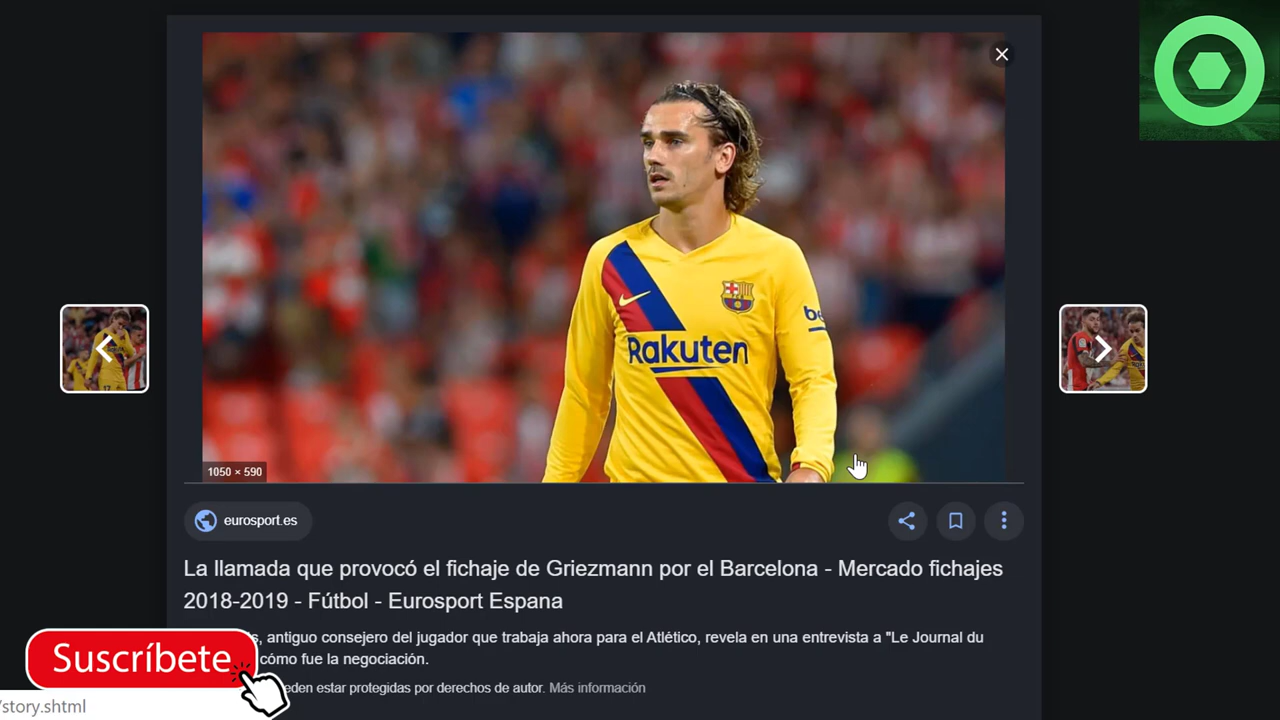 be
Rakuten
1050 × 590
eurosport.es
La llamada que provocó el fichaje de Griezmann por el Barcelona - Mercado fichajes
2018-2019 - Fútbol - Eurosport Espana
antiguo consejero del jugador que trabaja ahora para el Atlético, revela en una entrevista a "Le Journal du
cómo fue la negociación.
Suscríbete
protegidas por derechos de autor. Más información
/story.shtml